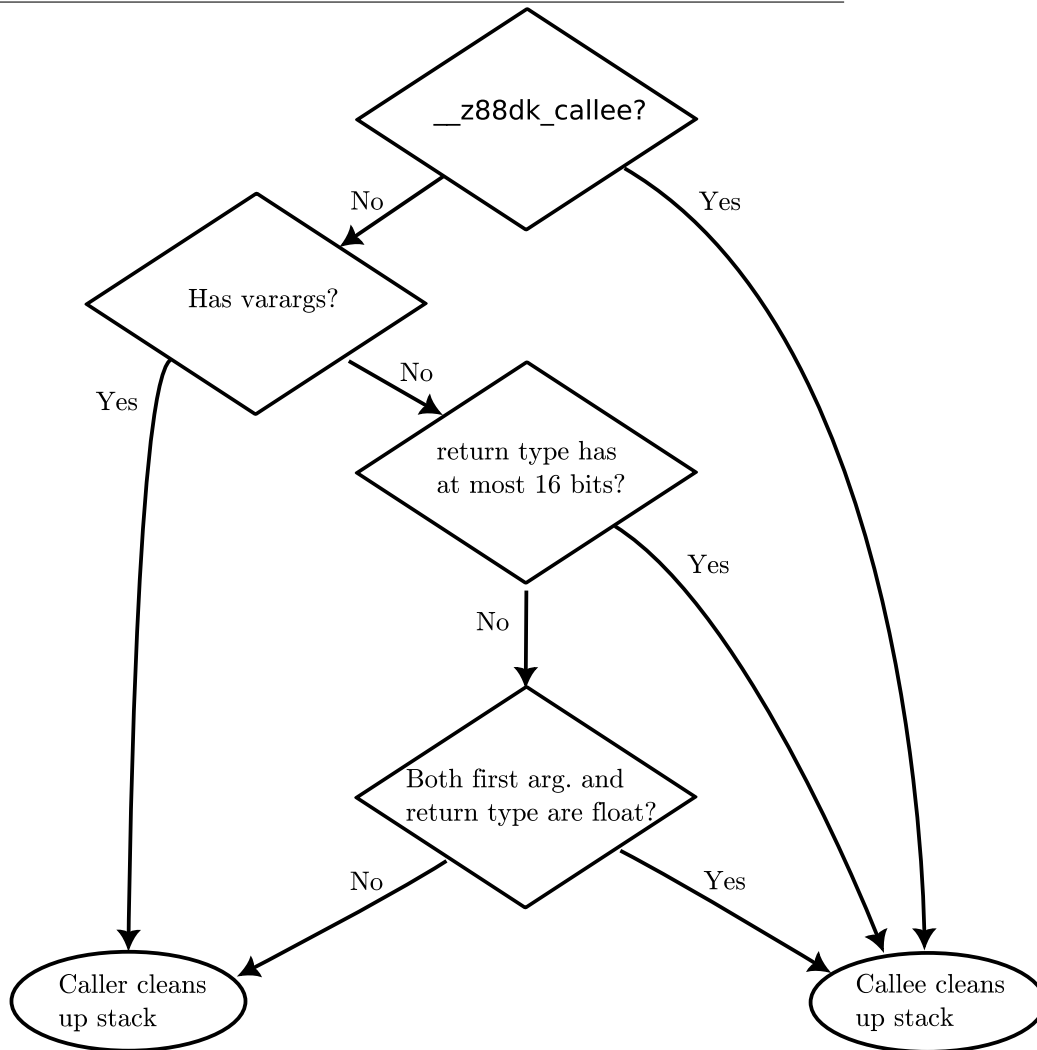 __z88dk_callee?
No
Yes
Has varargs?
Yes
No
return type has
at most 16 bits?
Yes
No
Both first arg. and
return type are float?
No
Yes
Caller cleans
up stack
Callee cleans
up stack